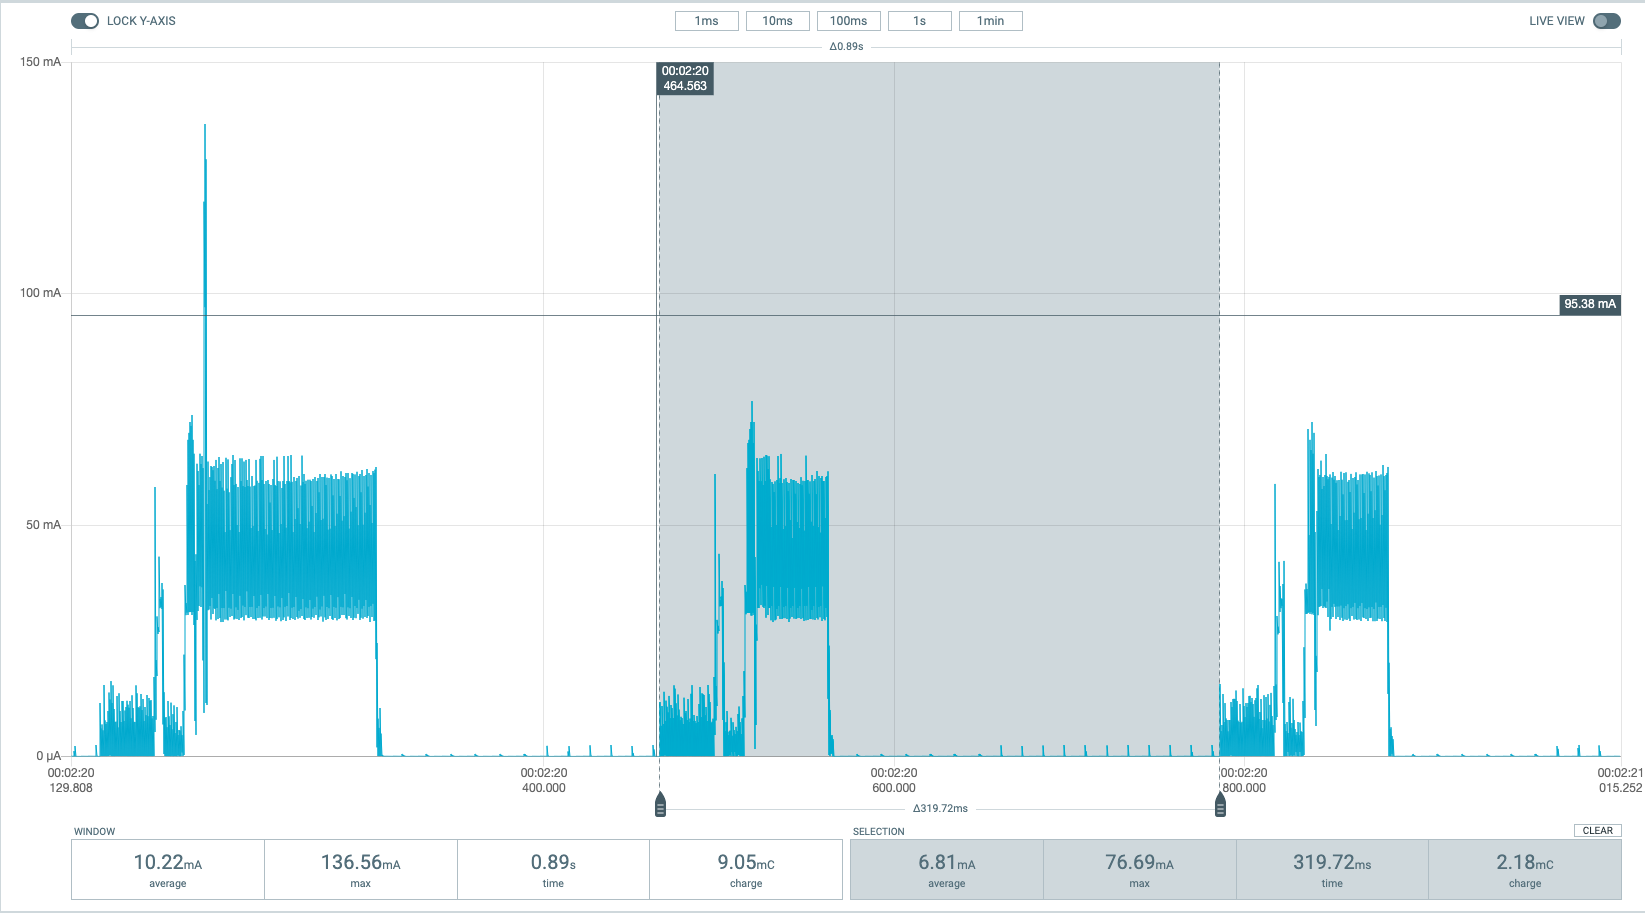 LOCK Y-AXIS
1ms
10ms
100ms
1s
1min
LIVE VIEW
Δ0.89s
150 mA
00:02:20
464.563
100 mA
95.38 mA
50 mA
0 µA
00:02:20
129.808
00:02:20
400.000
00:02:20
600.000
00:02:20
800.000
00:02:21
015.252
Δ319.72ms
WINDOW
10.22mA
average
136.56mA
max
0.89s
time
9.05mC
charge
SELECTION
CLEAR
6.81mA
average
76.69mA
max
319.72ms
time
2.18mC
charge